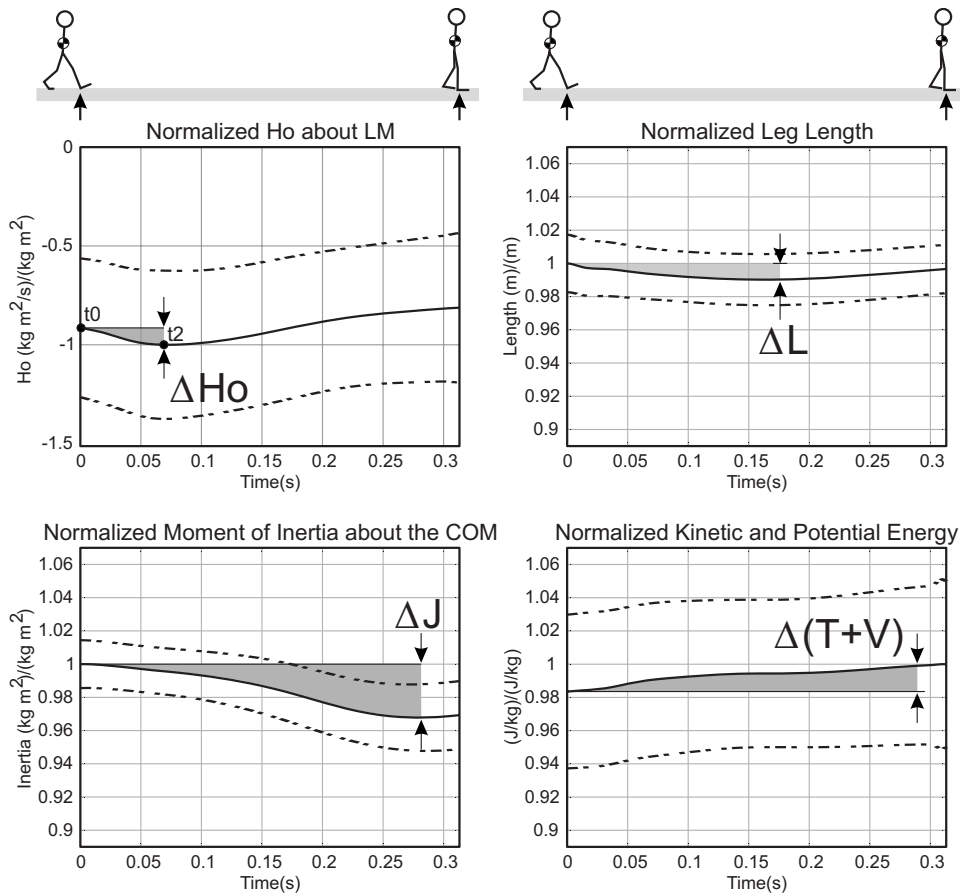 Normalized Ho about LM
0
-0.5
-1
-1.5
Ho (kg m²/s)/(kg m²)
t0
t2
ΔHo
0 0.05 0.1 0.15 0.2 0.25 0.3
Time(s)
Normalized Leg Length
1.06
1.04
1.02
1
0.98
0.96
0.94
0.92
0.9
Length (m)/(m)
ΔL
0 0.05 0.1 0.15 0.2 0.25 0.3
Time(s)
Normalized Moment of Inertia about the COM
1.06
1.04
1.02
1
0.98
0.96
0.94
0.92
0.9
Inertia (kg m²)/(kg m²)
ΔJ
0 0.05 0.1 0.15 0.2 0.25 0.3
Time(s)
Normalized Kinetic and Potential Energy
1.06
1.04
1.02
1
0.98
0.96
0.94
0.92
0.9
(J/kg)/(J/kg)
Δ(T+V)
0 0.05 0.1 0.15 0.2 0.25 0.3
Time(s)